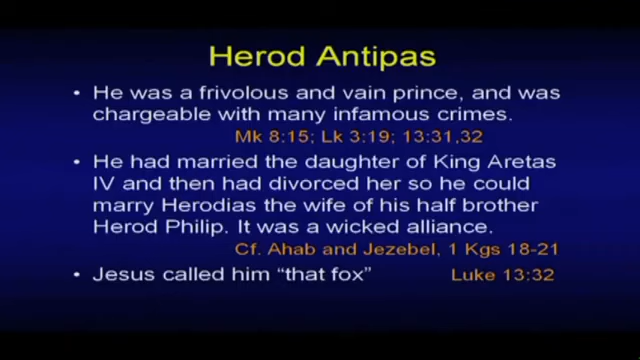 Herod Antipas
• He was a frivolous and vain prince, and was
chargeable with many infamous crimes.
Mk 8:15; Lk 3:19; 13:31,32
• He had married the daughter of King Aretas
IV and then had divorced her so he could
marry Herodias the wife of his half brother
Herod Philip. It was a wicked alliance.
Cf. Ahab and Jezebel, 1 Kgs 18-21
• Jesus called him “that fox” Luke 13:32